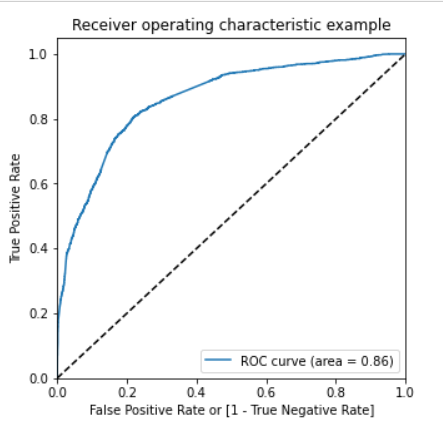 Receiver operating characteristic example
1.0
0.8
0.6
0.4
0.2
0.0
True Positive Rate
ROC curve (area = 0.86)
0.0 0.2 0.4 0.6 0.8 1.0
False Positive Rate or [1 - True Negative Rate]